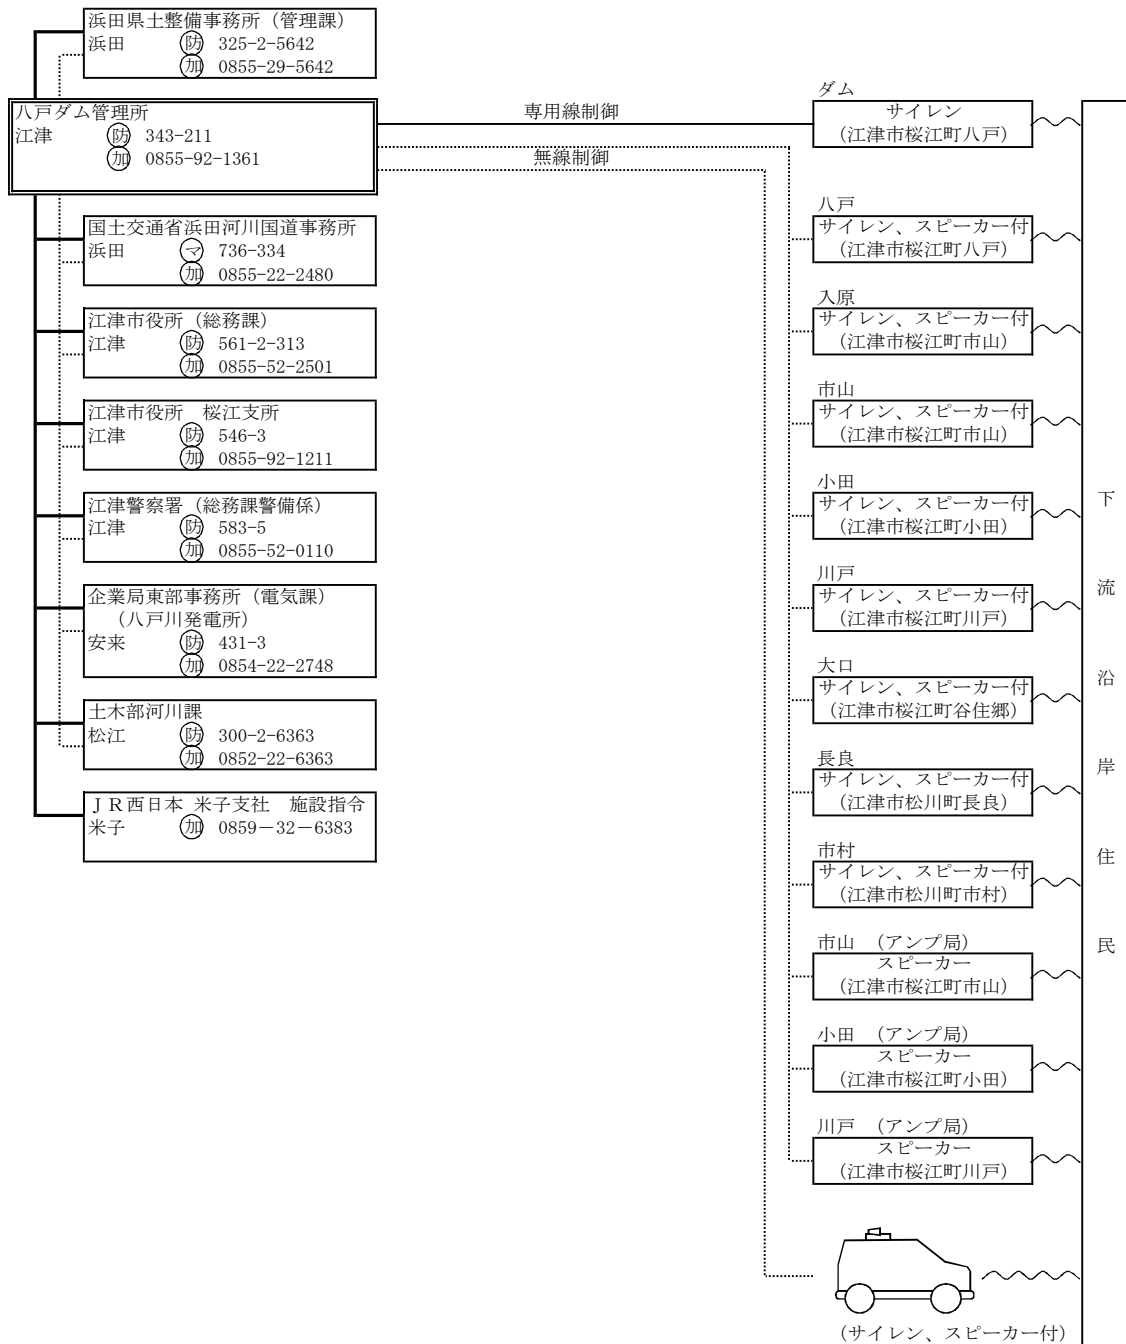 浜田県土整備事務所（管理課）
浜田 防 325-2-5642
加 0855-29-5642
八戸ダム管理所
江津 防 343-211
加 0855-92-1361
国土交通省浜田河川国道事務所
浜田 マ 736-334
加 0855-22-2480
江津市役所（総務課）
江津 防 561-2-313
加 0855-52-2501
江津市役所　桜江支所
江津 防 546-3
加 0855-92-1211
江津警察署（総務課警備係）
江津 防 583-5
加 0855-52-0110
企業局東部事務所（電気課）
（八戸川発電所）
安来 防 431-3
加 0854-22-2748
土木部河川課
松江 防 300-2-6363
加 0852-22-6363
ＪＲ西日本 米子支社　施設指令
米子 加 0859－32－6383
専用線制御
無線制御
ダム
サイレン
（江津市桜江町八戸）
八戸
サイレン、スピーカー付
（江津市桜江町八戸）
入原
サイレン、スピーカー付
（江津市桜江町市山）
市山
サイレン、スピーカー付
（江津市桜江町市山）
小田
サイレン、スピーカー付
（江津市桜江町小田）
川戸
サイレン、スピーカー付
（江津市桜江町川戸）
大口
サイレン、スピーカー付
（江津市桜江町谷住郷）
長良
サイレン、スピーカー付
（江津市松川町長良）
市村
サイレン、スピーカー付
（江津市松川町市村）
市山　（アンプ局）
スピーカー
（江津市桜江町市山）
小田　（アンプ局）
スピーカー
（江津市桜江町小田）
川戸　（アンプ局）
スピーカー
（江津市桜江町川戸）
（サイレン、スピーカー付）
下流沿岸住民